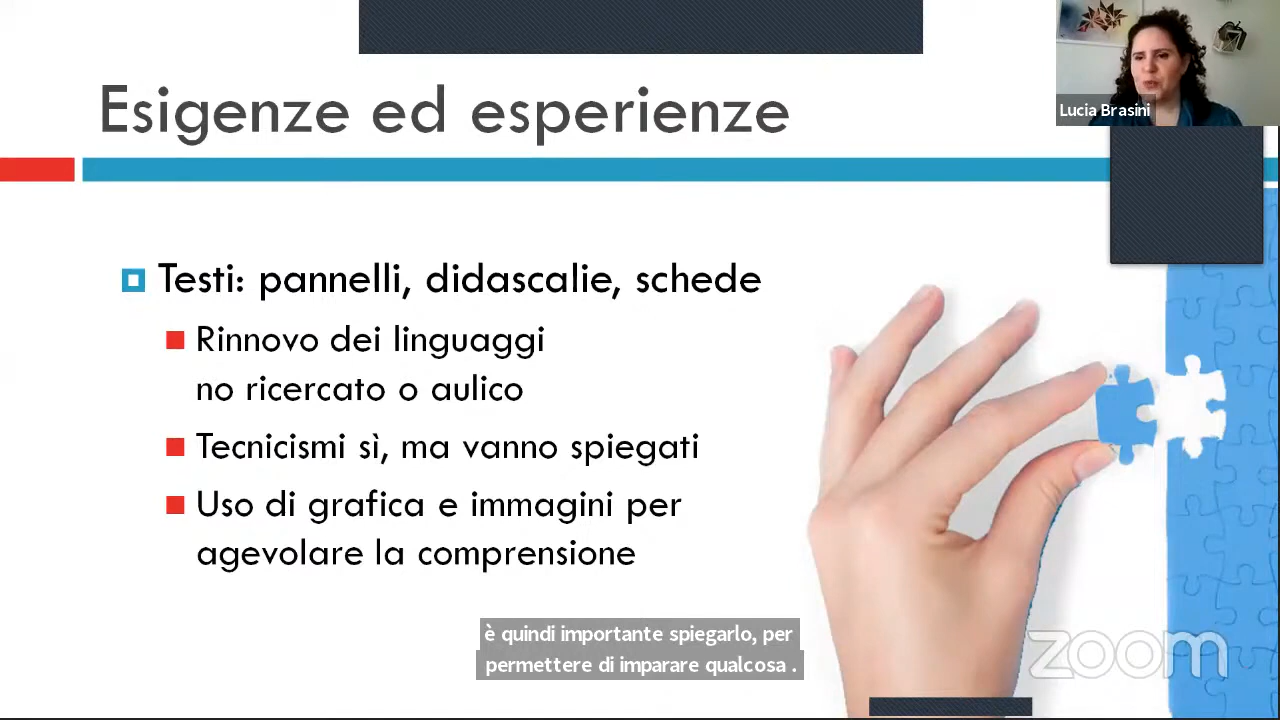 Esigenze ed esperienze
Lucia Brasini
Testi: pannelli, didascalie, schede
Rinnovo dei linguaggi
no ricercato o aulico
Tecnicismi sì, ma vanno spiegati
Uso di grafica e immagini per
agevolare la comprensione
è quindi importante spiegarlo, per
permettere di imparare qualcosa .
zoom